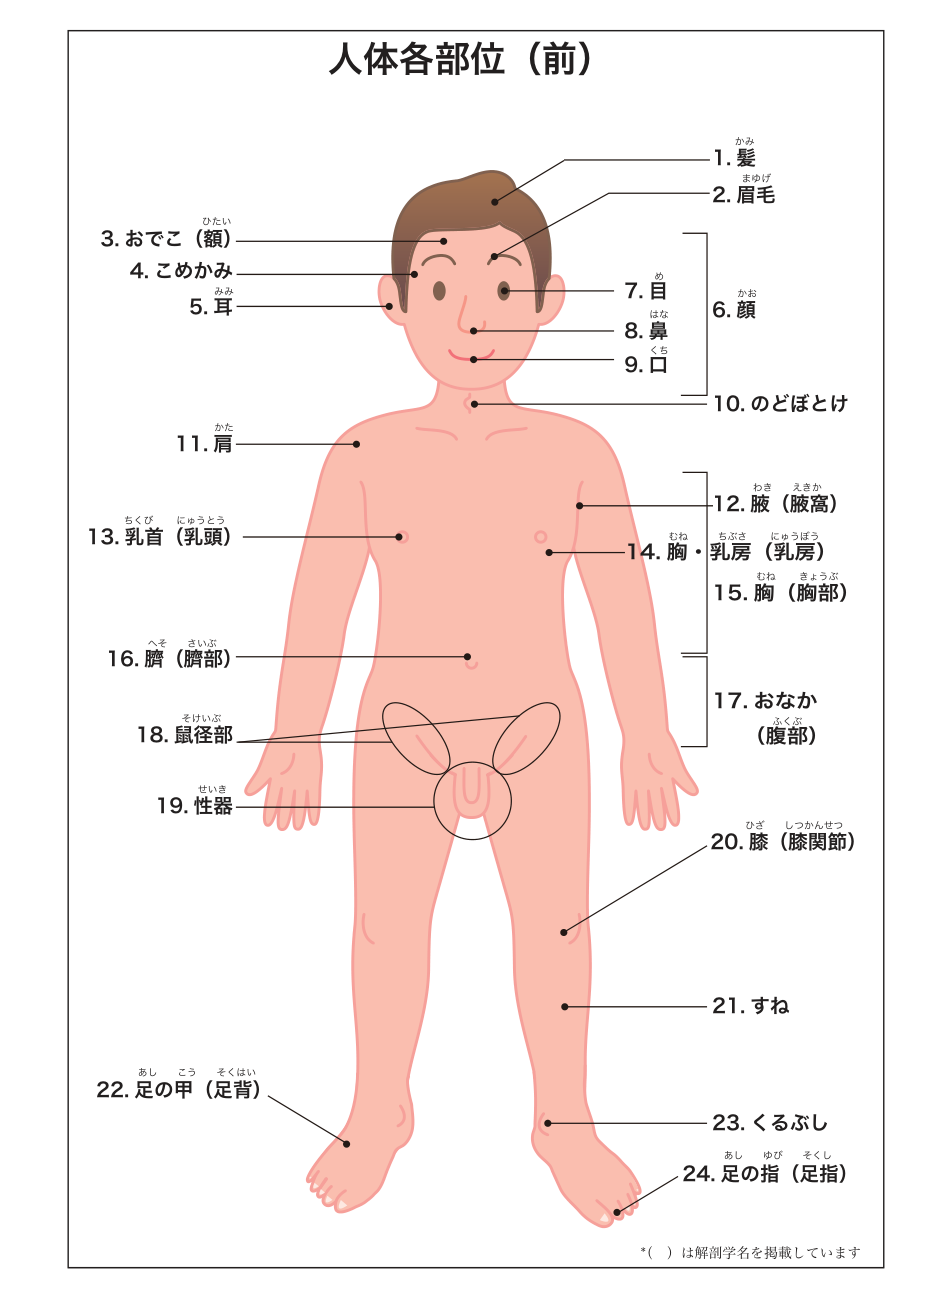 人体各部位（前）
かみ
1. 髪
まゆげ
2. 眉毛
ひたい
3. おでこ（額）
4. こめかみ
みみ
5. 耳
かお
6. 顔
め
7. 目
はな
8. 鼻
くち
9. 口
10. のどぼとけ
かた
11. 肩
わき えきか
12. 腋（腋窩）
ちくび にゅうとう
13. 乳首（乳頭）
むね ちぶさ にゅうぼう
14. 胸・乳房（乳房）
むね きょうぶ
15. 胸（胸部）
へそ さいぶ
16. 臍（臍部）
17. おなか
ふくぶ
（腹部）
そけいぶ
18. 鼠径部
せいき
19. 性器
ひざ しつかんせつ
20. 膝（膝関節）
21. すね
あし こう そくはい
22. 足の甲（足背）
23. くるぶし
あし ゆび そくし
24. 足の指（足指）
*(　) は解剖学名を掲載しています